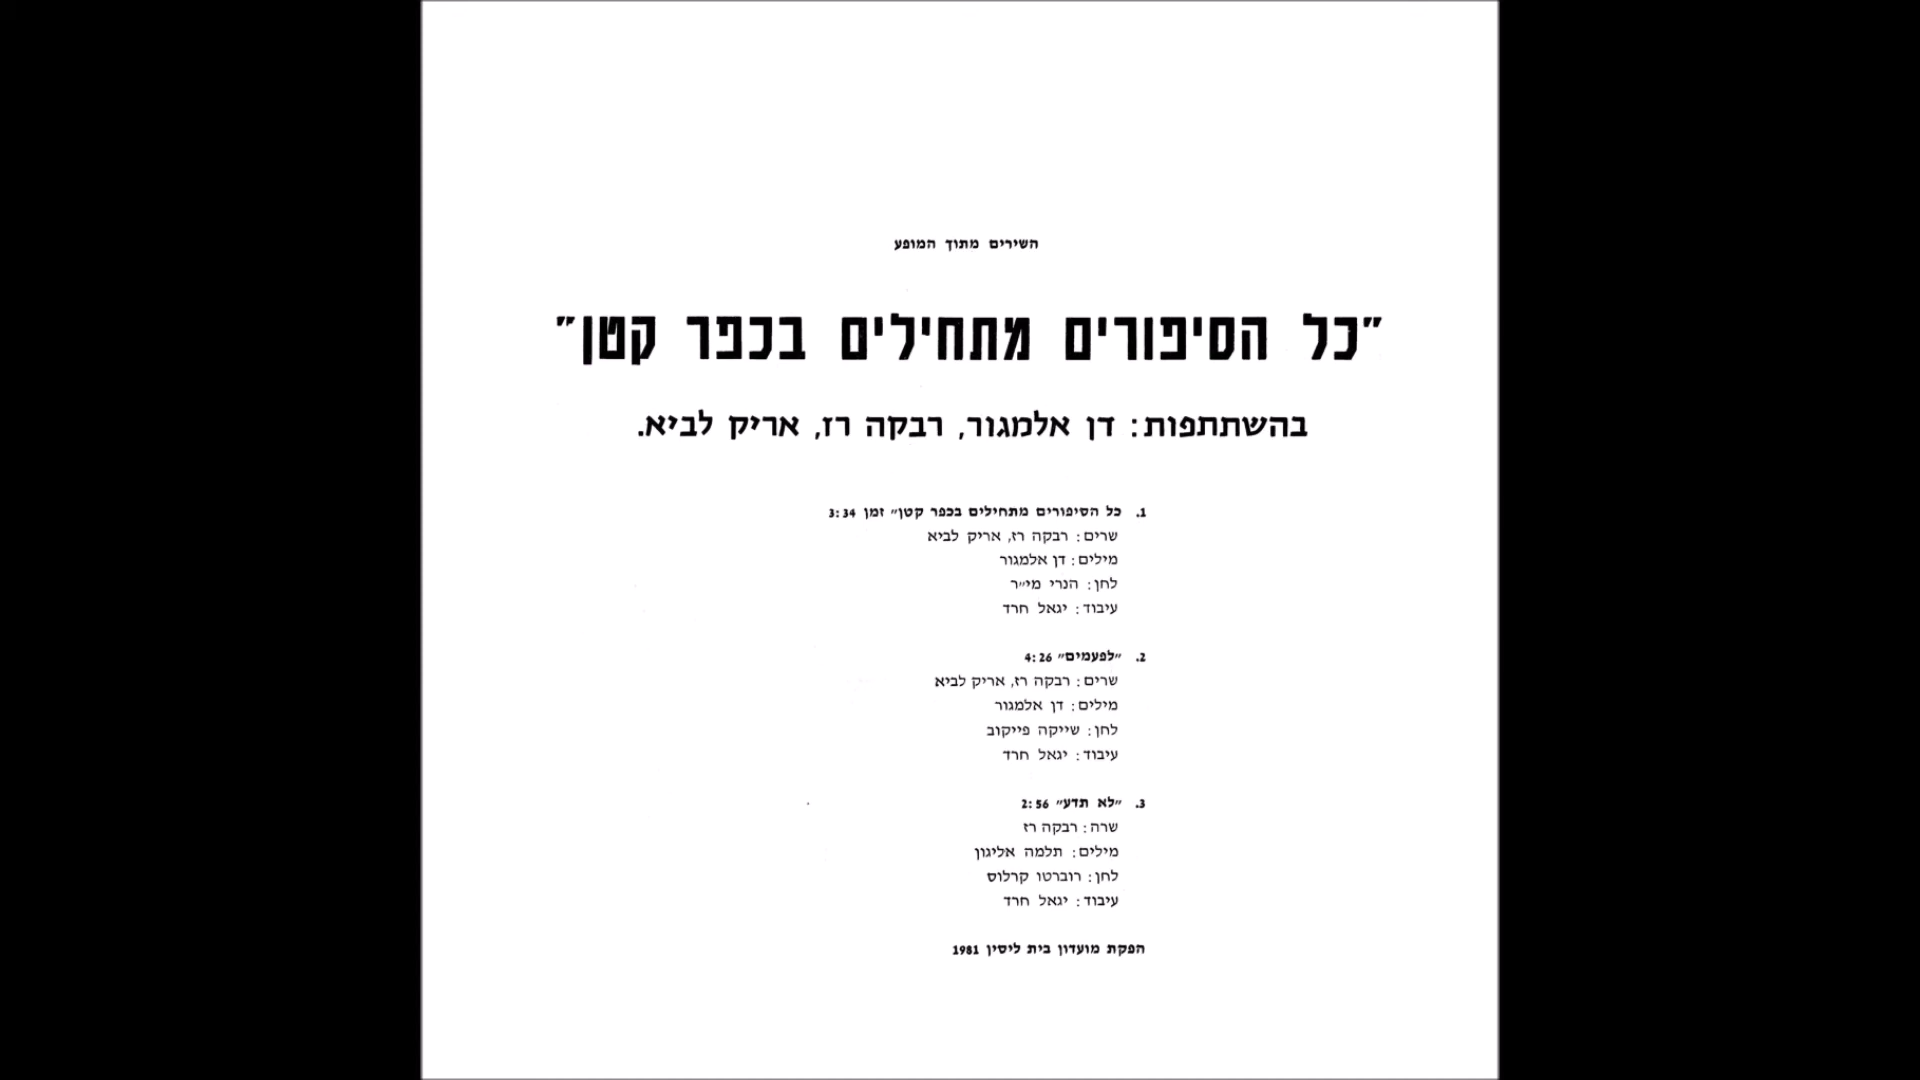 השירים מתוך המופע
"כל הסיפורים מתחילים בכפר קטן"
בהשתתפות: דן אלמגור, רבקה רז, אריק לביא.
1. כל הסיפורים מתחילים בכפר קטן" זמן 3:34
שרים: רבקה רז, אריק לביא
מילים: דן אלמגור
לחן: הנרי מי"ר
עיבוד: יגאל חרד
2. "לפעמים" 4:26
שרים: רבקה רז, אריק לביא
מילים: דן אלמגור
לחן: שייקה פייקוב
עיבוד: יגאל חרד
3. "לא תדע" 2:56
שרה: רבקה רז
מילים: תלמה אליגון
לחן: רוברטו קרלוס
עיבוד: יגאל חרד
הפקת מועדון בית ליסין 1981